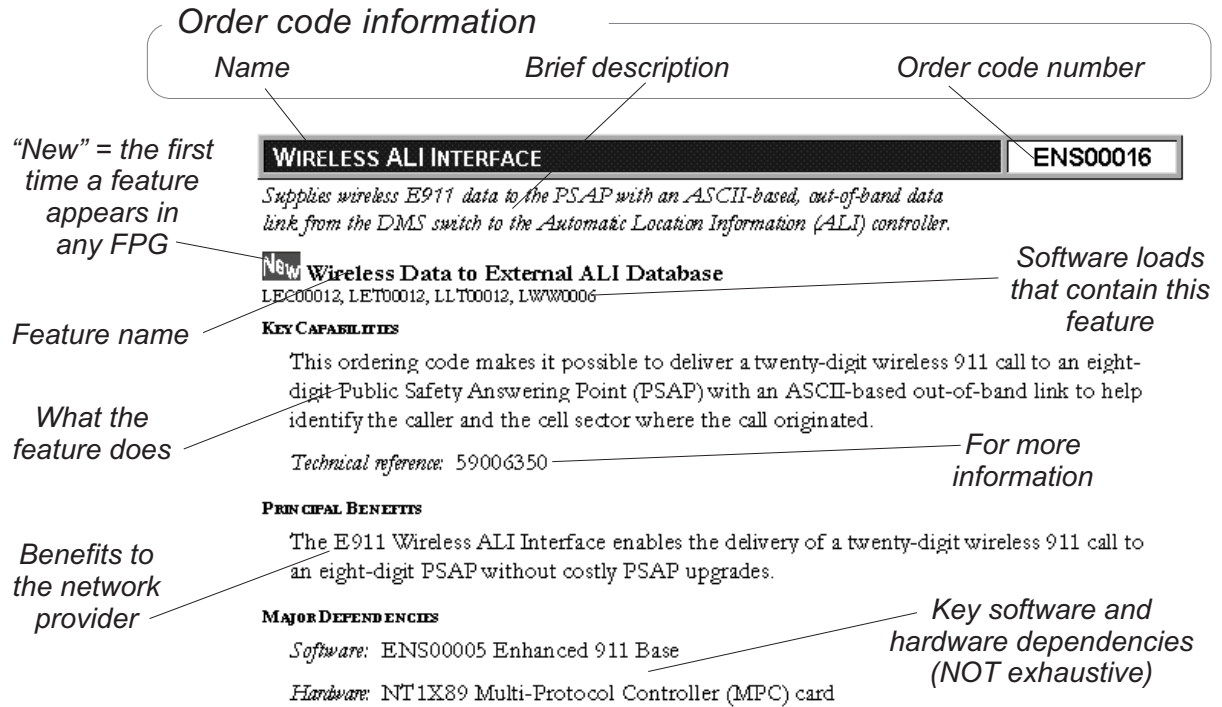 Order code information
Name Brief description Order code number
“New” = the first
time a feature
appears in
any FPG
WIRELESS ALI INTERFACE ENS00016
Supplies wireless E911 data to the PSAP with an ASCII-based, out-of-band data
link from the DMS switch to the Automatic Location Information (ALI) controller.
New Wireless Data to External ALI Database
LEC00012, LET00012, LLT00012, LWW0006
Software loads
that contain this
feature
Feature name
KEY CAPABILITIES
This ordering code makes it possible to deliver a twenty-digit wireless 911 call to an eight-
digit Public Safety Answering Point (PSAP) with an ASCII-based out-of-band link to help
identify the caller and the cell sector where the call originated.
What the
feature does
Technical reference: 59006350
For more
information
PRINCIPAL BENEFITS
The E911 Wireless ALI Interface enables the delivery of a twenty-digit wireless 911 call to
an eight-digit PSAP without costly PSAP upgrades.
Benefits to
the network
provider
MAJOR DEPENDENCIES
Software: ENS00005 Enhanced 911 Base
Hardware: NT1X89 Multi-Protocol Controller (MPC) card
Key software and
hardware dependencies
(NOT exhaustive)